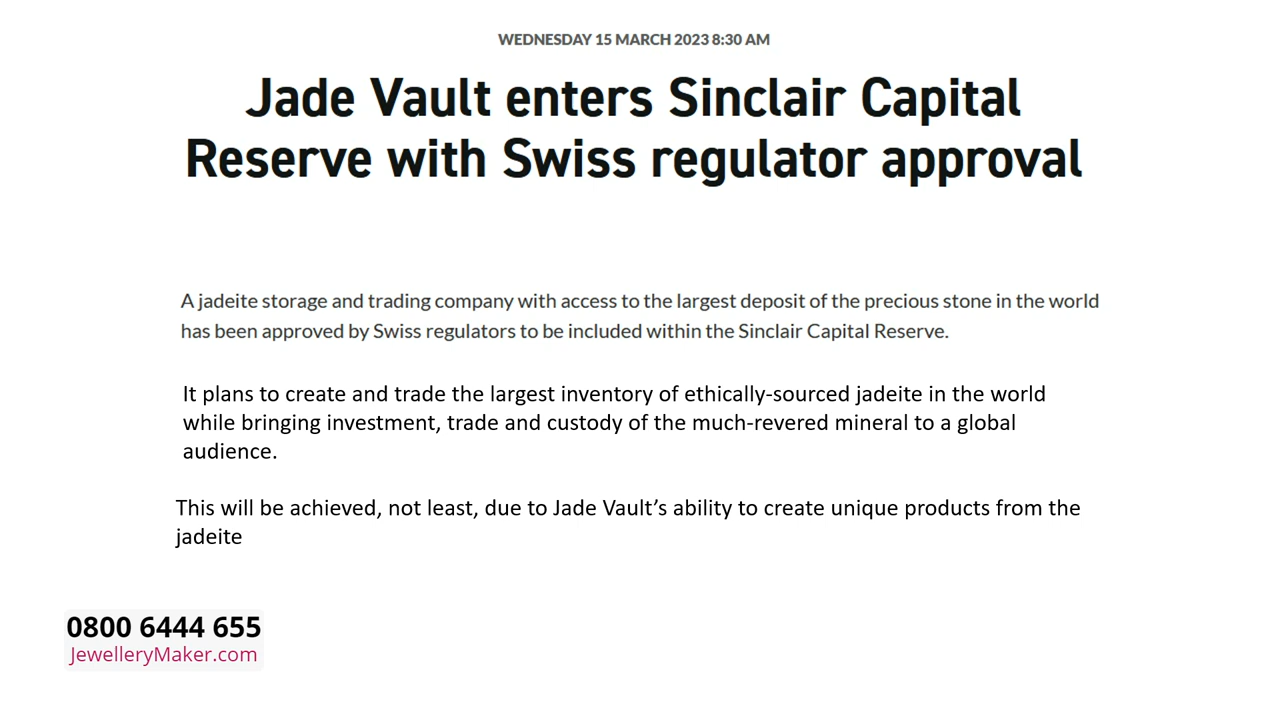 WEDNESDAY 15 MARCH 2023 8:30 AM
Jade Vault enters Sinclair Capital
Reserve with Swiss regulator approval
A jadeite storage and trading company with access to the largest deposit of the precious stone in the world
has been approved by Swiss regulators to be included within the Sinclair Capital Reserve.
It plans to create and trade the largest inventory of ethically-sourced jadeite in the world
while bringing investment, trade and custody of the much-revered mineral to a global
audience.
This will be achieved, not least, due to Jade Vault’s ability to create unique products from the
jadeite
0800 6444 655
JewelleryMaker.com